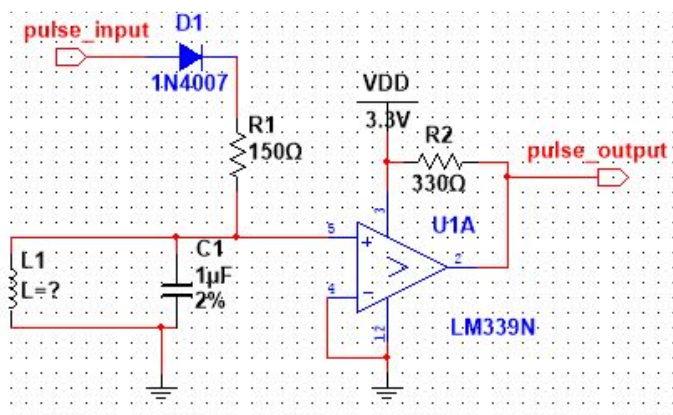 pulse_input
D1
1N4007
R1
150Ω
VDD
3.3V
R2
330Ω
pulse_output
U1A
5
3
2
4
12
LM339N
L1
L=?
C1
1µF
2%